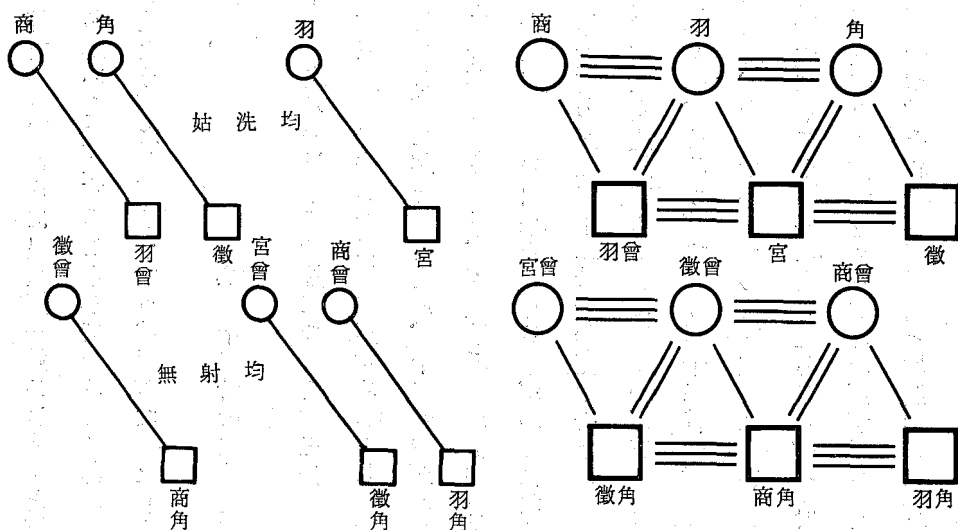 商 角 羽
姑洗均
羽曾 徵 宮
徵曾 宮曾 商曾
無射均
商角 徵角 羽角
商 羽 角
羽曾 宮 徵
宮曾 徵曾 商曾
徵角 商角 羽角